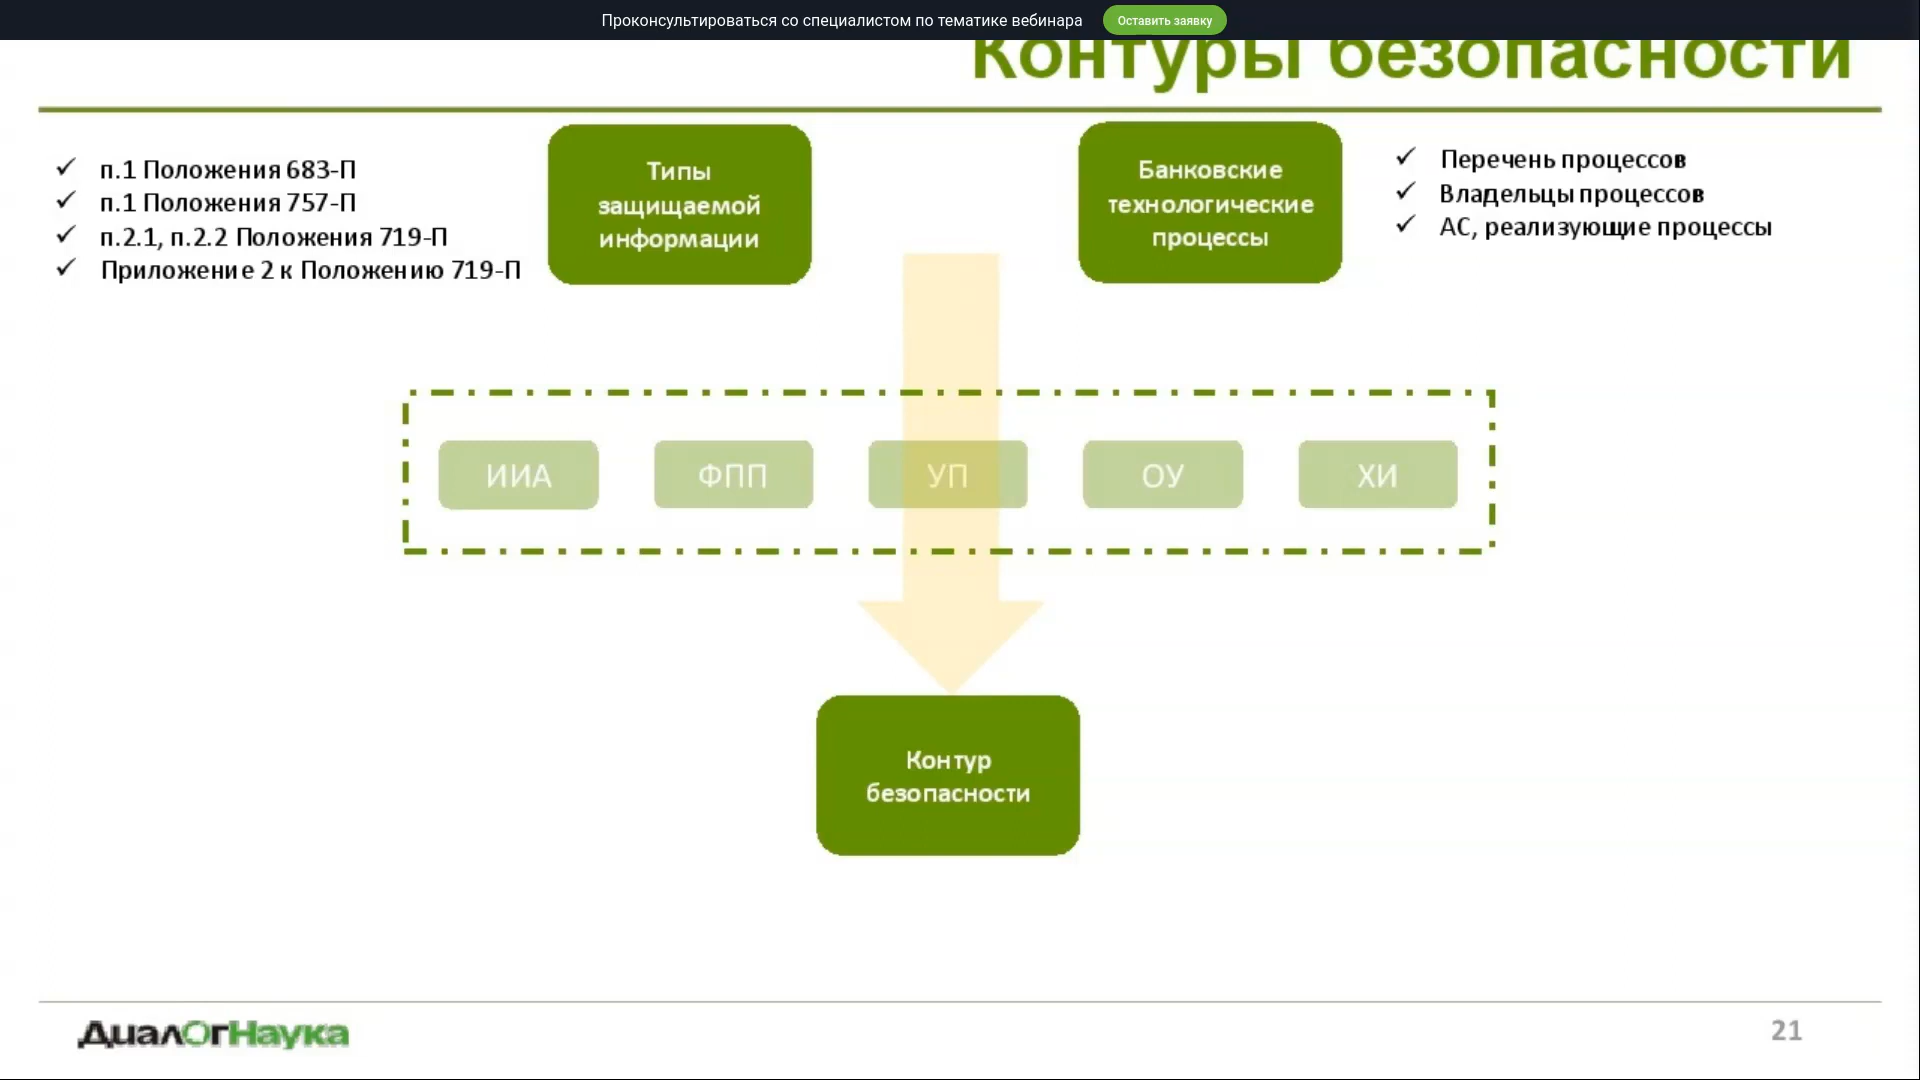 Проконсультироваться со специалистом по тематике вебинара
Оставить заявку
Контуры безопасности
✓ п.1 Положения 683-П
✓ п.1 Положения 757-П
✓ п.2.1, п.2.2 Положения 719-П
✓ Приложение 2 к Положению 719-П
Типы
защищаемой
информации
Банковские
технологические
процессы
✓ Перечень процессов
✓ Владельцы процессов
✓ АС, реализующие процессы
ИИА
ФПП
УП
ОУ
ХИ
Контур
безопасности
ДиалОгНаука
21